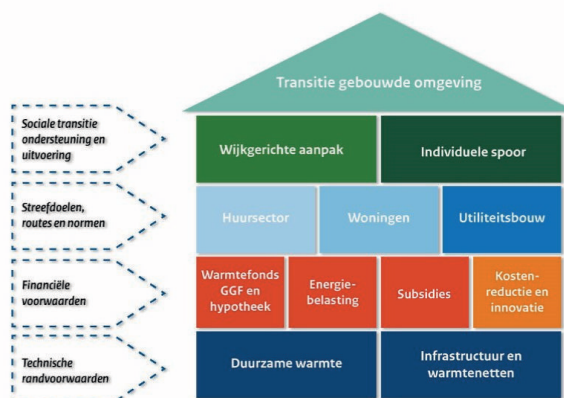 Transitie gebouwde omgeving
Sociale transitie
ondersteuning en
uitvoering
Wijkgerichte aanpak
Individuele spoor
Streefdoelen,
routes en normen
Huursector
Woningen
Utiliteitsbouw
Financiële
voorwaarden
Warmtefonds
GGF en
hypotheek
Energie-
belasting
Subsidies
Kosten-
reductie en
innovatie
Technische
randvoorwaarden
Duurzame warmte
Infrastructuur en
warmtenetten